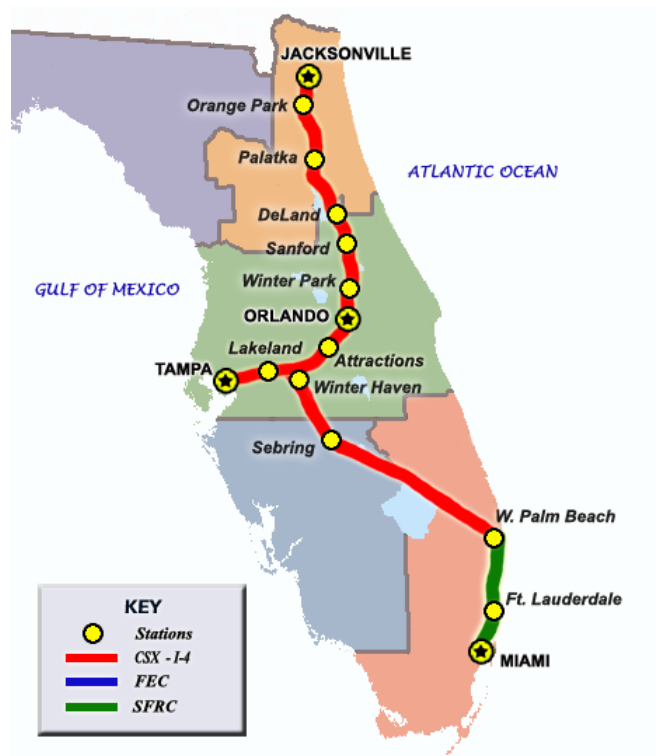 JACKSONVILLE
Orange Park
Palatka
ATLANTIC OCEAN
DeLand
Sanford
Winter Park
GULF OF MEXICO
ORLANDO
Lakeland
Attractions
TAMPA
Winter Haven
Sebring
W. Palm Beach
Ft. Lauderdale
MIAMI
KEY
Stations
CSX - I-4
FEC
SFRC